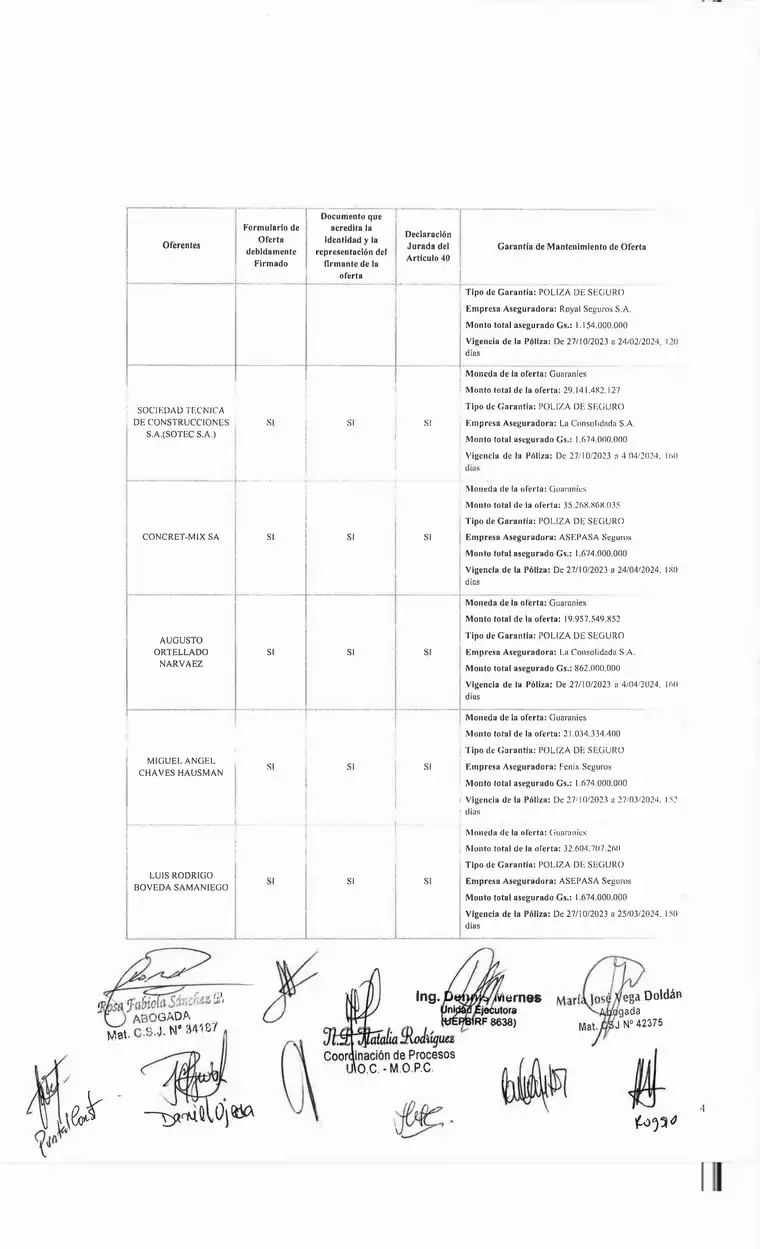 Oferentes
Formulario de
Oferta
debidamente
Firmado
Documento que
acredita la
Identidad y la
representación del
firmante de la
oferta
Declaración
Jurada del
Artículo 40
Garantía de Mantenimiento de Oferta
Tipo de Garantía: POLIZA DE SEGURO
Empresa Aseguradora: Royal Seguros S.A.
Monto total asegurado Gs.: 1.154.000.000
Vigencia de la Póliza: De 27/10/2023 a 24/02/2024, 120
días
SOCIEDAD TECNICA
DE CONSTRUCCIONES
S.A.(SOTEC S.A.)
SI
SI
SI
Moneda de la oferta: Guaraníes
Monto total de la oferta: 29.141.482.127
Tipo de Garantía: POLIZA DE SEGURO
Empresa Aseguradora: La Consolidada S.A.
Monto total asegurado Gs.: 1.674.000.000
Vigencia de la Póliza: De 27/10/2023 a 4/04/2024, 160
días
CONCRET-MIX SA
SI
SI
SI
Moneda de la oferta: Guaraníes
Monto total de la oferta: 35.268.868.035
Tipo de Garantía: POLIZA DE SEGURO
Empresa Aseguradora: ASEPASA Seguros
Monto total asegurado Gs.: 1.674.000.000
Vigencia de la Póliza: De 27/10/2023 a 24/04/2024, 180
días
AUGUSTO
ORTELLADO
NARVAEZ
SI
SI
SI
Moneda de la oferta: Guaraníes
Monto total de la oferta: 19.957.549.852
Tipo de Garantía: POLIZA DE SEGURO
Empresa Aseguradora: La Consolidada S.A.
Monto total asegurado Gs.: 862.000.000
Vigencia de la Póliza: De 27/10/2023 a 4/04/2024, 160
días
MIGUEL ANGEL
CHAVES HAUSMAN
SI
SI
SI
Moneda de la oferta: Guaraníes
Monto total de la oferta: 21.034.334.400
Tipo de Garantía: POLIZA DE SEGURO
Empresa Aseguradora: Fenix Seguros
Monto total asegurado Gs.: 1.674.000.000
Vigencia de la Póliza: De 27/10/2023 a 27/03/2024, 152
días
LUIS RODRIGO
BOVEDA SAMANIEGO
SI
SI
SI
Moneda de la oferta: Guaraníes
Monto total de la oferta: 32.604.707.260
Tipo de Garantía: POLIZA DE SEGURO
Empresa Aseguradora: ASEPASA Seguros
Monto total asegurado Gs.: 1.674.000.000
Vigencia de la Póliza: De 27/10/2023 a 25/03/2024, 150
días
Rosa Fabiola Sánchez P.
ABOGADA
Mat. C.S.J. N° 34187
N.P. Natalia Rodríguez
Coordinación de Procesos
U.O.C. - M.O.P.C.
Ing. Dennis Mernes
Unidad Ejecutora
(UEPBIRF 8638)
María José Vega Doldán
Abogada
Mat. CSJ N° 42375
Daniel Ojeda
Roggio
4